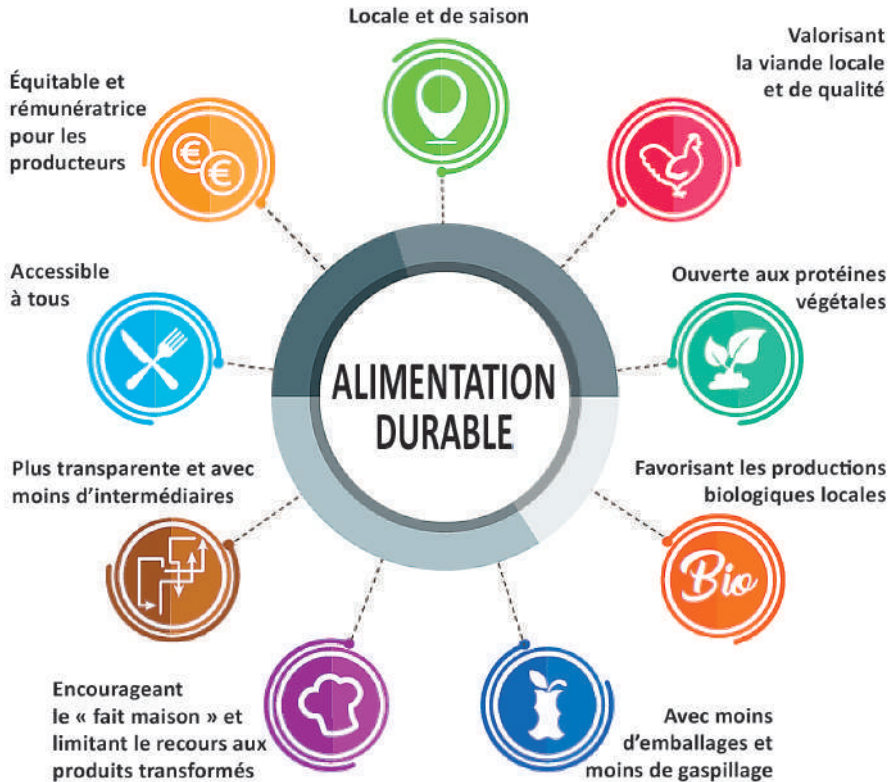 Locale et de saison
Valorisant
la viande locale
et de qualité
Équitable et
rémunératrice
pour les
producteurs
€
€
Accessible
à tous
Ouverte aux protéines
végétales
ALIMENTATION
DURABLE
Plus transparente et avec
moins d'intermédiaires
Favorisant les productions
biologiques locales
Bio
Encourageant
le « fait maison » et
limitant le recours aux
produits transformés
Avec moins
d'emballages et
moins de gaspillage